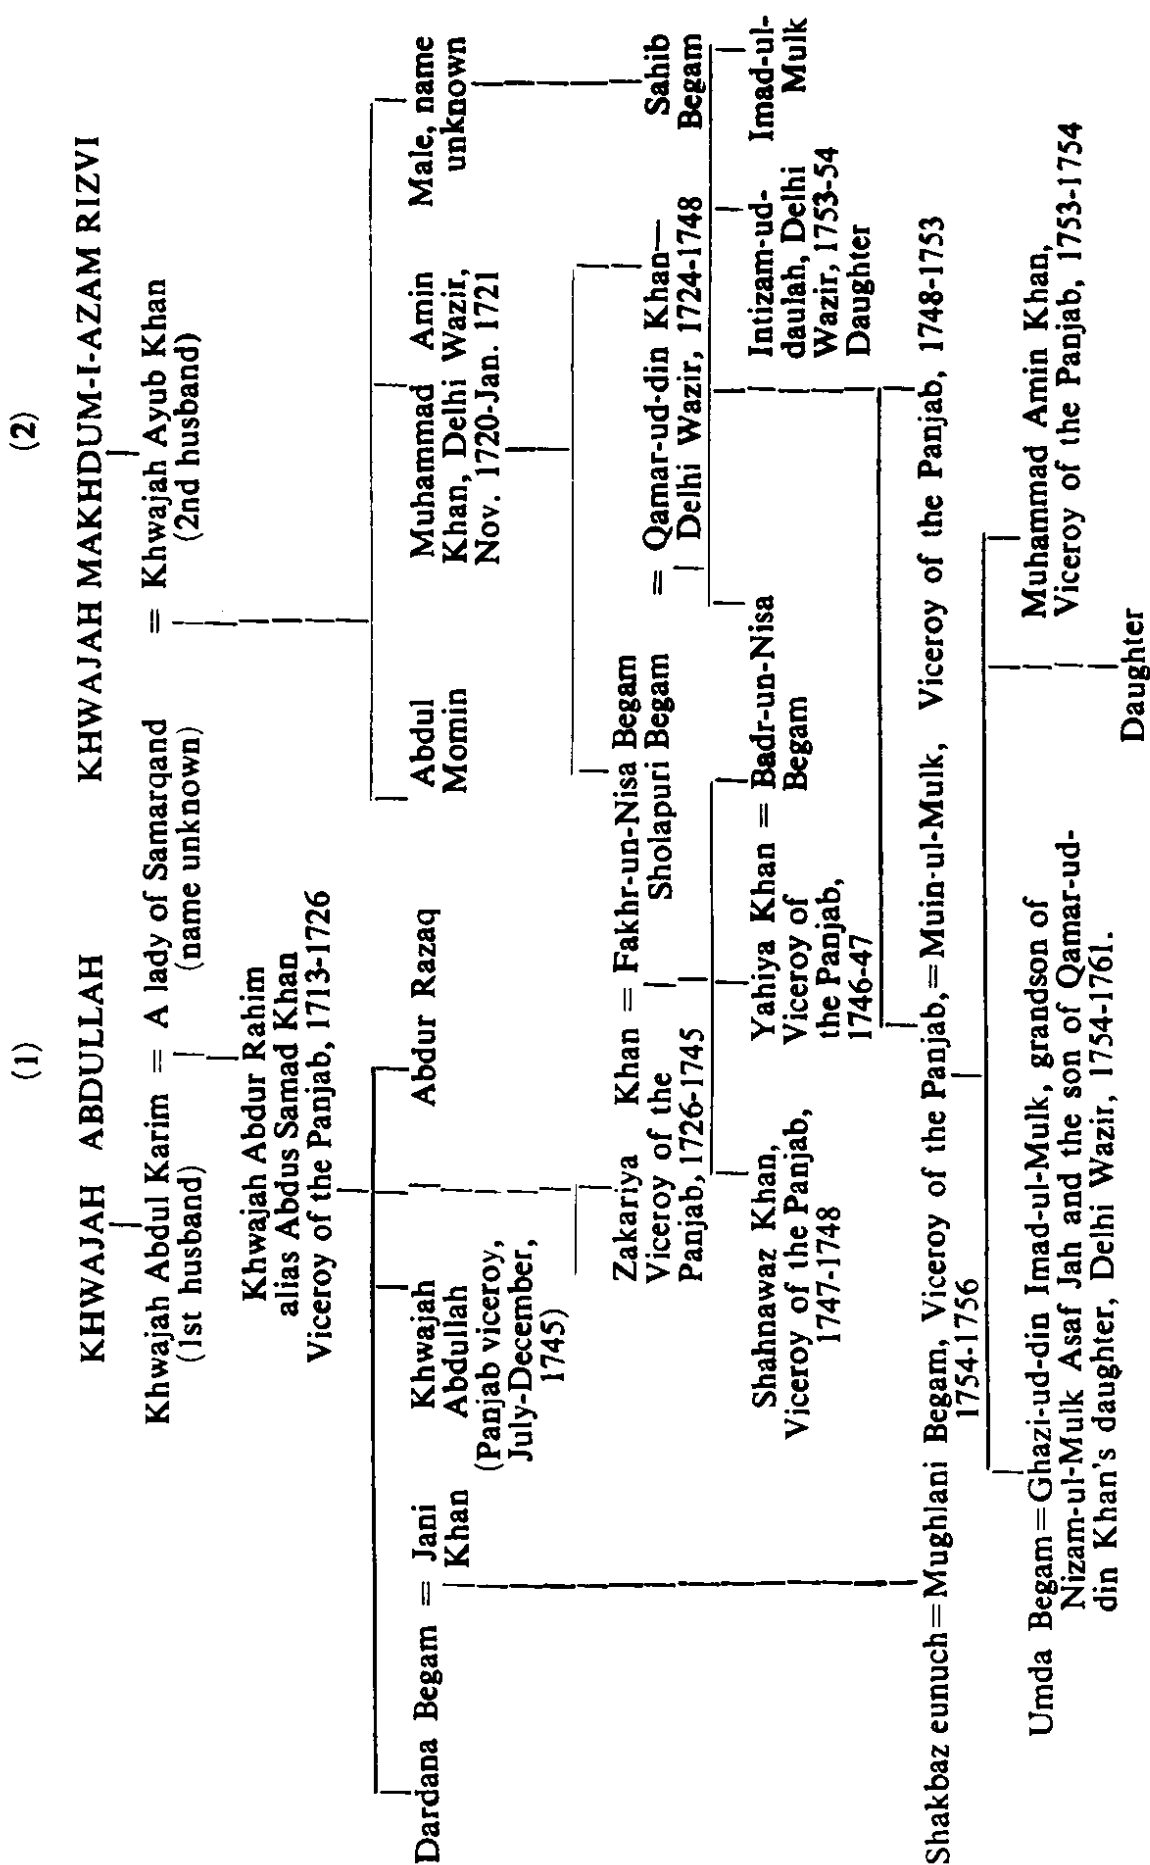 (1)
(2)
KHWAJAH ABDULLAH
KHWAJAH MAKHDUM-I-AZAM RIZVI
Khwajah Abdul Karim = A lady of Samarqand = Khwajah Ayub Khan
(1st husband)
(name unknown)
(2nd husband)
Khwajah Abdur Rahim
alias Abdus Samad Khan
Viceroy of the Panjab, 1713-1726
Dardana Begam = Jani
Khan
Khwajah
Abdullah
(Panjab viceroy,
July-December,
1745)
Abdur Razaq
Abdul
Momin
Muhammad Amin
Khan, Delhi Wazir,
Nov. 1720-Jan. 1721
Male, name
unknown
Zakariya Khan = Fakhr-un-Nisa Begam
Viceroy of the
Panjab, 1726-1745
Sholapuri Begam
= Qamar-ud-din Khan—
Delhi Wazir, 1724-1748
Sahib
Begam
Shahnawaz Khan,
Viceroy of the Panjab,
1747-1748
Yahiya Khan = Badr-un-Nisa
Viceroy of
the Panjab,
1746-47
Begam
Intizam-ud-
daulah, Delhi
Wazir, 1753-54
Daughter
Imad-ul-
Mulk
Shakbaz eunuch=Mughlani Begam, Viceroy of the Panjab,=Muin-ul-Mulk, Viceroy of the Panjab, 1748-1753
1754-1756
Umda Begam=Ghazi-ud-din Imad-ul-Mulk, grandson of
Nizam-ul-Mulk Asaf Jah and the son of Qamar-ud-
din Khan's daughter, Delhi Wazir, 1754-1761.
Daughter
Muhammad Amin Khan,
Viceroy of the Panjab, 1753-1754